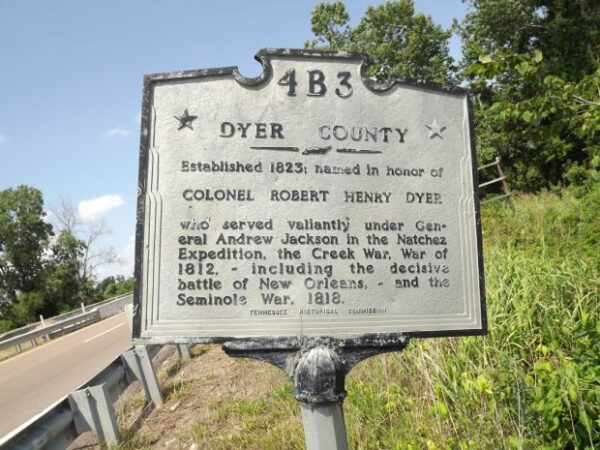 4B3
DYER COUNTY
Established 1823; named in honor of
COLONEL ROBERT HENRY DYER
who served valiantly under Gen-
eral Andrew Jackson in the Natchez
Expedition, the Creek War, War of
1812, - including the decisive
battle of New Orleans, - and the
Seminole War, 1818.
TENNESSEE HISTORICAL COMMISSION